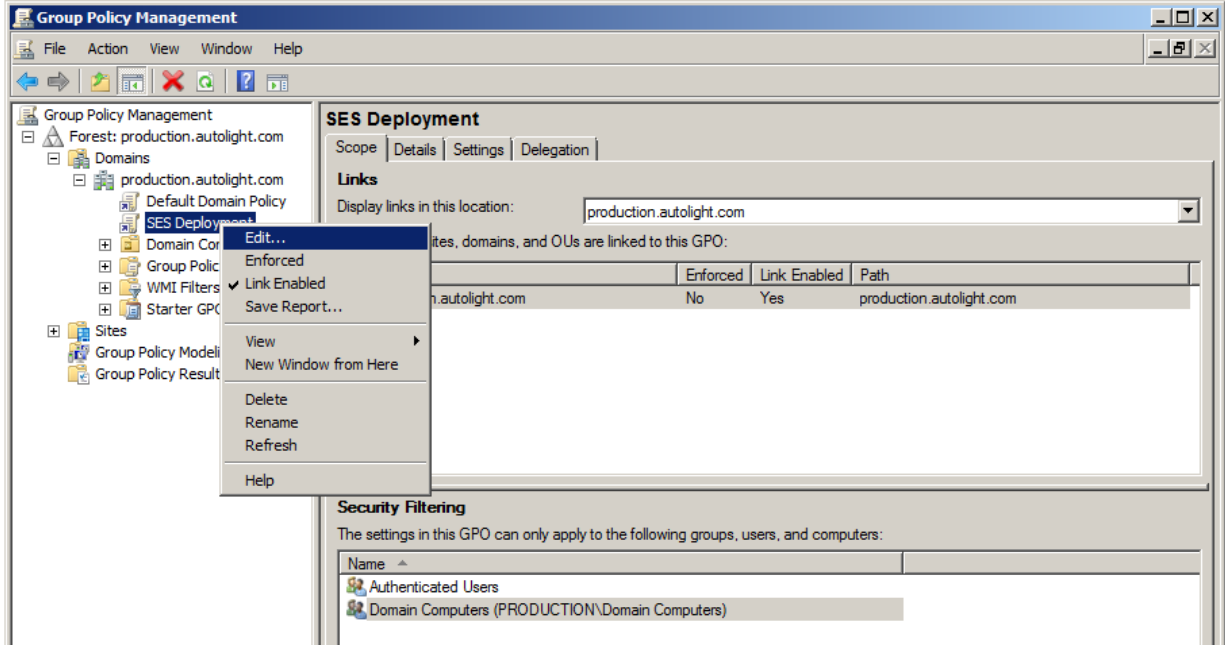 Group Policy Management
File Action View Window Help
Group Policy Management
Forest: production.autolight.com
Domains
production.autolight.com
Default Domain Policy
SES Deployment
Domain Cor
Group Polic
WMI Filters
Starter GPO
Sites
Group Policy Modeli
Group Policy Result
Edit...
Enforced
Link Enabled
Save Report...
View
New Window from Here
Delete
Rename
Refresh
Help
SES Deployment
Scope Details Settings Delegation
Links
Display links in this location: production.autolight.com
ites, domains, and OUs are linked to this GPO:
Enforced Link Enabled Path
n.autolight.com No Yes production.autolight.com
Security Filtering
The settings in this GPO can only apply to the following groups, users, and computers:
Name
Authenticated Users
Domain Computers (PRODUCTION\Domain Computers)